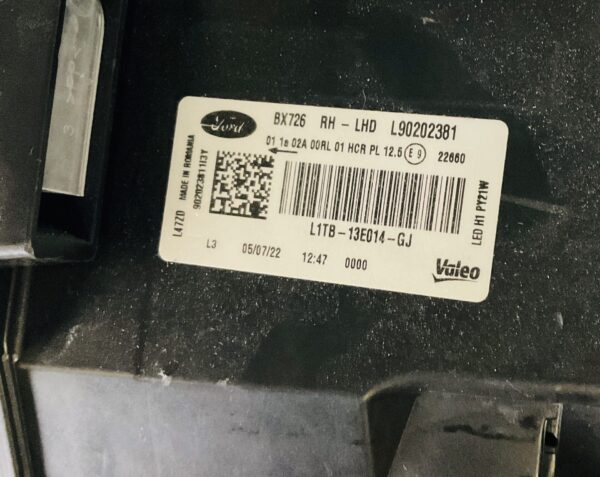 Ford
BX726 RH - LHD L90202381
01 1a 02A 00RL 01 HCR PL 12.5 E9 22660
L47ZD
MADE IN ROMANIA
L1TB-13E014-GJ
LED H1 PY21W
L3 05/07/22 12:47 0000
Valeo